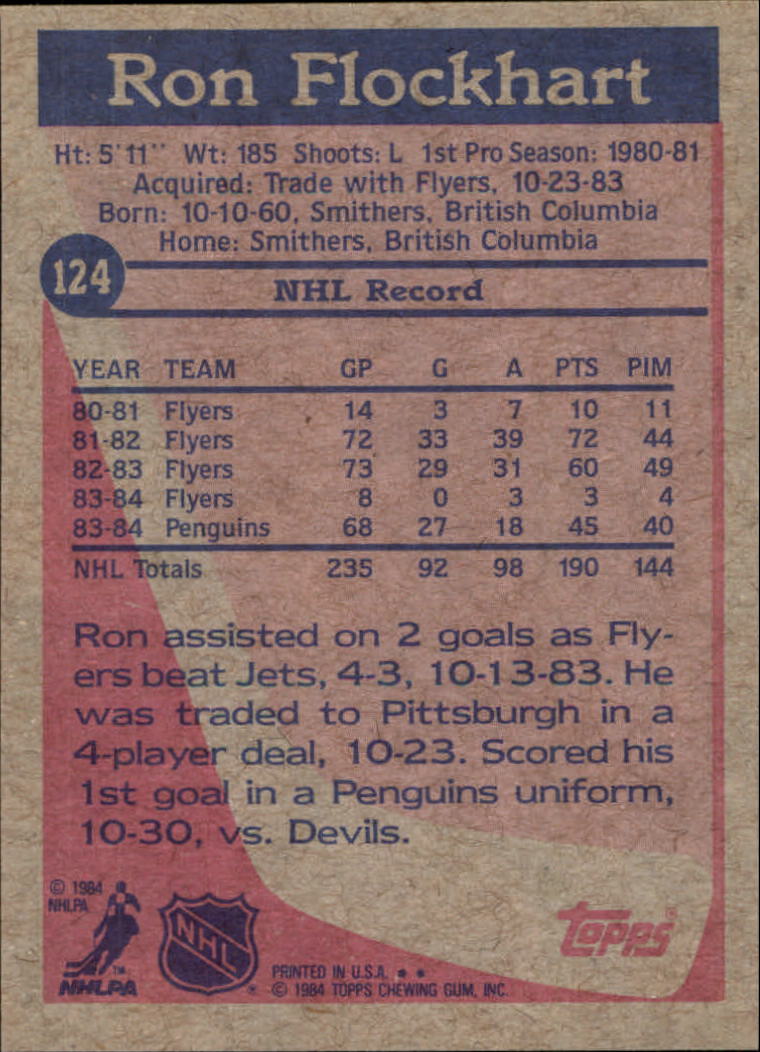 Ron Flockhart
Ht: 5'11'' Wt: 185 Shoots: L 1st Pro Season: 1980-81
Acquired: Trade with Flyers, 10-23-83
Born: 10-10-60, Smithers, British Columbia
Home: Smithers, British Columbia
124
NHL Record
YEAR TEAM GP G A PTS PIM
80-81 Flyers 14 3 7 10 11
81-82 Flyers 72 33 39 72 44
82-83 Flyers 73 29 31 60 49
83-84 Flyers 8 0 3 3 4
83-84 Penguins 68 27 18 45 40
NHL Totals 235 92 98 190 144
Ron assisted on 2 goals as Fly-
ers beat Jets, 4-3, 10-13-83. He
was traded to Pittsburgh in a
4-player deal, 10-23. Scored his
1st goal in a Penguins uniform,
10-30, vs. Devils.
© 1984
NHLPA
™
NHLPA
NHL
®
topps®
PRINTED IN U.S.A. * *
© 1984 TOPPS CHEWING GUM, INC.